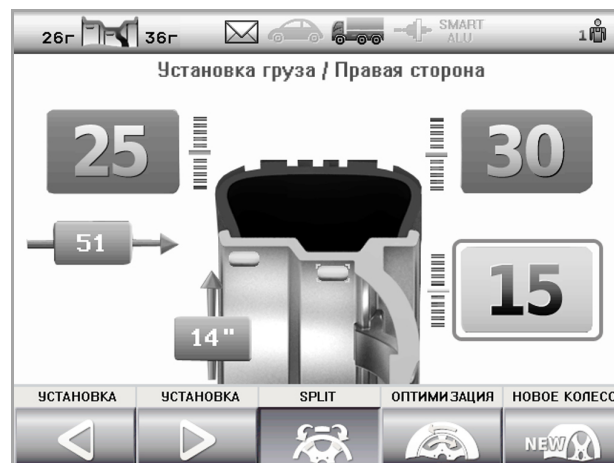 26г 36г SMART
ALU 1
Установка груза / Правая сторона
25 30
51
15
14"
УСТАНОВКА УСТАНОВКА SPLIT ОПТИМИЗАЦИЯ НОВОЕ КОЛЕСО
NEW